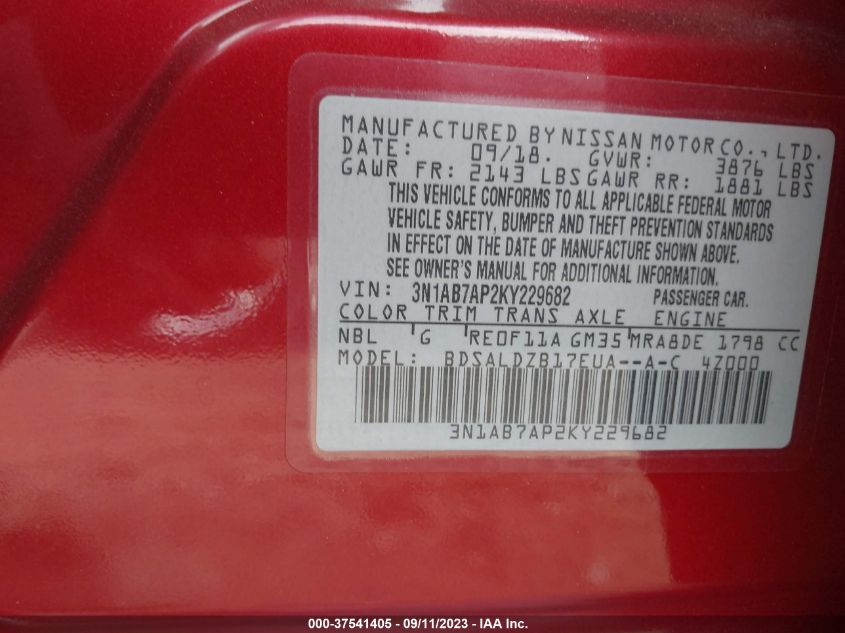 MANUFACTURED BY NISSAN MOTOR CO., LTD.
DATE: 09/18. GVWR: 3876 LBS
GAWR FR: 2143 LBS GAWR RR: 1881 LBS
THIS VEHICLE CONFORMS TO ALL APPLICABLE FEDERAL MOTOR
VEHICLE SAFETY, BUMPER AND THEFT PREVENTION STANDARDS
IN EFFECT ON THE DATE OF MANUFACTURE SHOWN ABOVE.
SEE OWNER'S MANUAL FOR ADDITIONAL INFORMATION.
VIN: 3N1AB7AP2KY229682 PASSENGER CAR.
COLOR TRIM TRANS AXLE ENGINE
NBL G RE0F11A GM35 MRA8DE 1798 CC
MODEL: BDSALDZB17EUA--A-C 4Z000
3N1AB7AP2KY229682
000-37541405 - 09/11/2023 - IAA Inc.